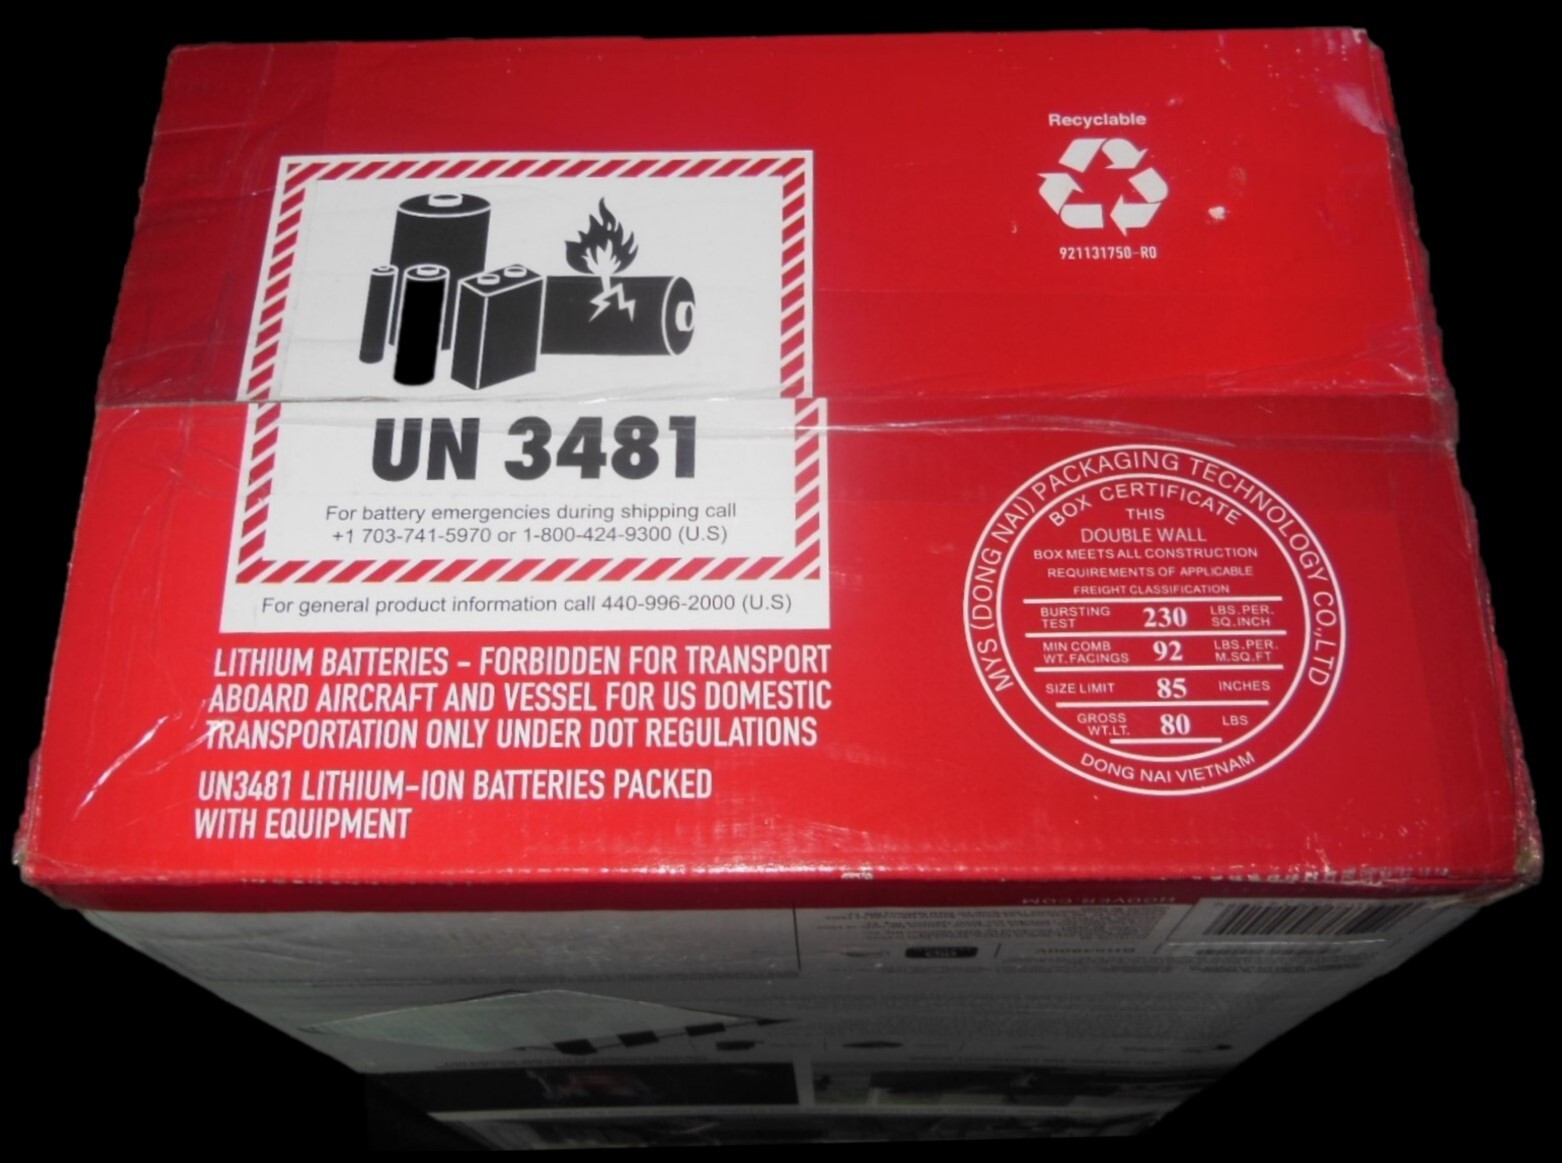 Recyclable
921131750-R0
UN 3481
For battery emergencies during shipping call
+1 703-741-5970 or 1-800-424-9300 (U.S)
For general product information call 440-996-2000 (U.S)
LITHIUM BATTERIES - FORBIDDEN FOR TRANSPORT
ABOARD AIRCRAFT AND VESSEL FOR US DOMESTIC
TRANSPORTATION ONLY UNDER DOT REGULATIONS
UN3481 LITHIUM-ION BATTERIES PACKED
WITH EQUIPMENT
MYS (DONG NAI) PACKAGING TECHNOLOGY CO.,LTD
BOX CERTIFICATE
THIS
DOUBLE WALL
BOX MEETS ALL CONSTRUCTION
REQUIREMENTS OF APPLICABLE
FREIGHT CLASSIFICATION
BURSTING TEST 230 LBS.PER. SQ.INCH
MIN COMB WT.FACINGS 92 LBS.PER. M.SQ.FT
SIZE LIMIT 85 INCHES
GROSS WT.LT. 80 LBS
DONG NAI VIETNAM
HOOVER.COM